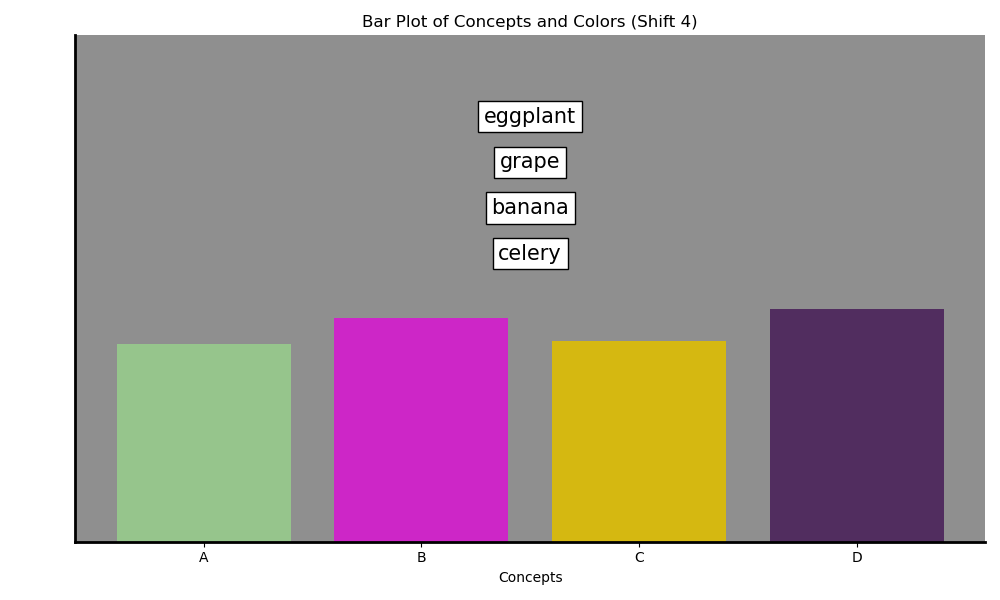 Bar Plot of Concepts and Colors (Shift 4)
eggplant
grape
banana
celery
A B C D
Concepts